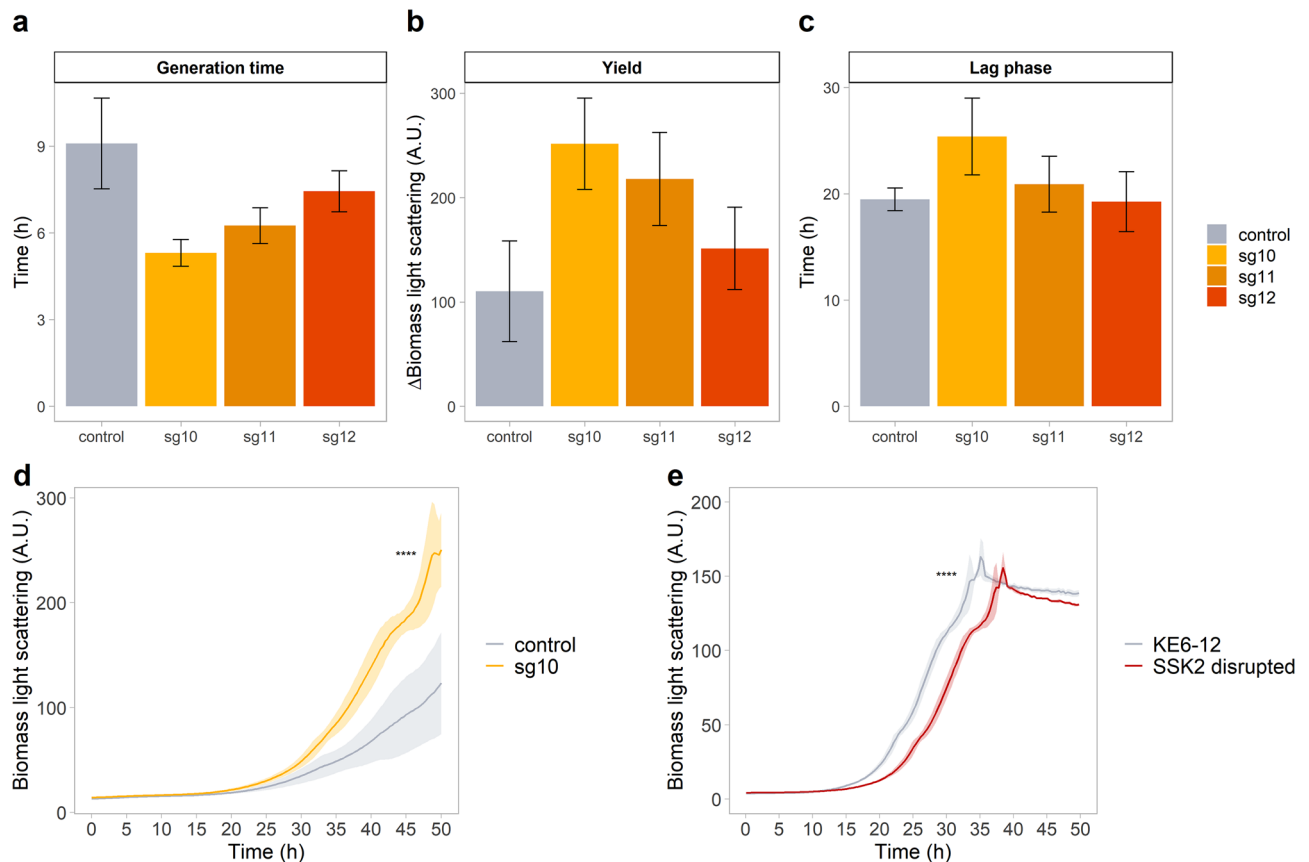 a
Generation time
Time (h)
9
6
3
0
control sg10 sg11 sg12
b
Yield
ΔBiomass light scattering (A.U.)
300
200
100
0
control sg10 sg11 sg12
c
Lag phase
Time (h)
30
20
10
0
control sg10 sg11 sg12
control
sg10
sg11
sg12
d
Biomass light scattering (A.U.)
300
200
100
0
****
0 5 10 15 20 25 30 35 40 45 50
Time (h)
control
sg10
e
Biomass light scattering (A.U.)
200
150
100
50
0
****
0 5 10 15 20 25 30 35 40 45 50
Time (h)
KE6-12
SSK2 disrupted